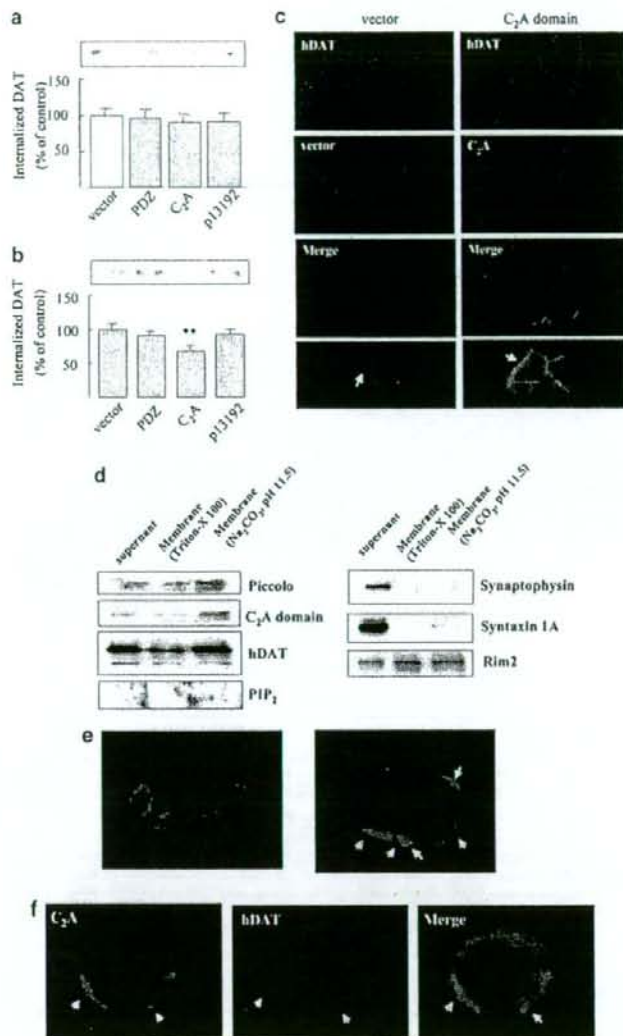 a
Internalized DAT
(% of control)
150
100
50
vector
PDZ
C₂A
p13192
b
Internalized DAT
(% of control)
150
100
50
vector
PDZ
C₂A
p13192
**
c
vector
C₂A domain
hDAT
hDAT
vector
C₂A
Merge
Merge
d
supernant
Membrane
(Triton-X 100)
Membrane
(Na₂CO₃, pH 11.5)
Piccolo
C₂A domain
hDAT
PIP₂
supernant
Membrane
(Triton-X 100)
Membrane
(Na₂CO₃, pH 11.5)
Synaptophysin
Syntaxin 1A
Rim2
e
f
C₂A
hDAT
Merge